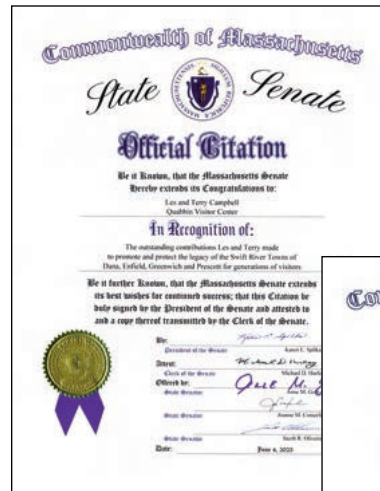 Commonwealth of Massachusetts
State Senate
Official Citation
Be it Known, that the Massachusetts Senate
Hereby extends its Congratulations to:
Les and Terry Campbell
Quabbin Visitor Center
In Recognition of:
The outstanding contributions Les and Terry made
to promote and protect the legacy of the Swift River Towns of
Dana, Enfield, Greenwich and Prescott for generations of visitors
Be it further Known, that the Massachusetts Senate extends
its best wishes for continued success; that this Citation be
duly signed by the President of the Senate and attested to
and a copy thereof transmitted by the Clerk of the Senate.
By:
President of the Senate Karen E. Spilka
Attest:
Clerk of the Senate Michael D.
Offered by:
State Senator
State Senator Joanne M.
State Senator Jacob R.
Date: June 4, 2025